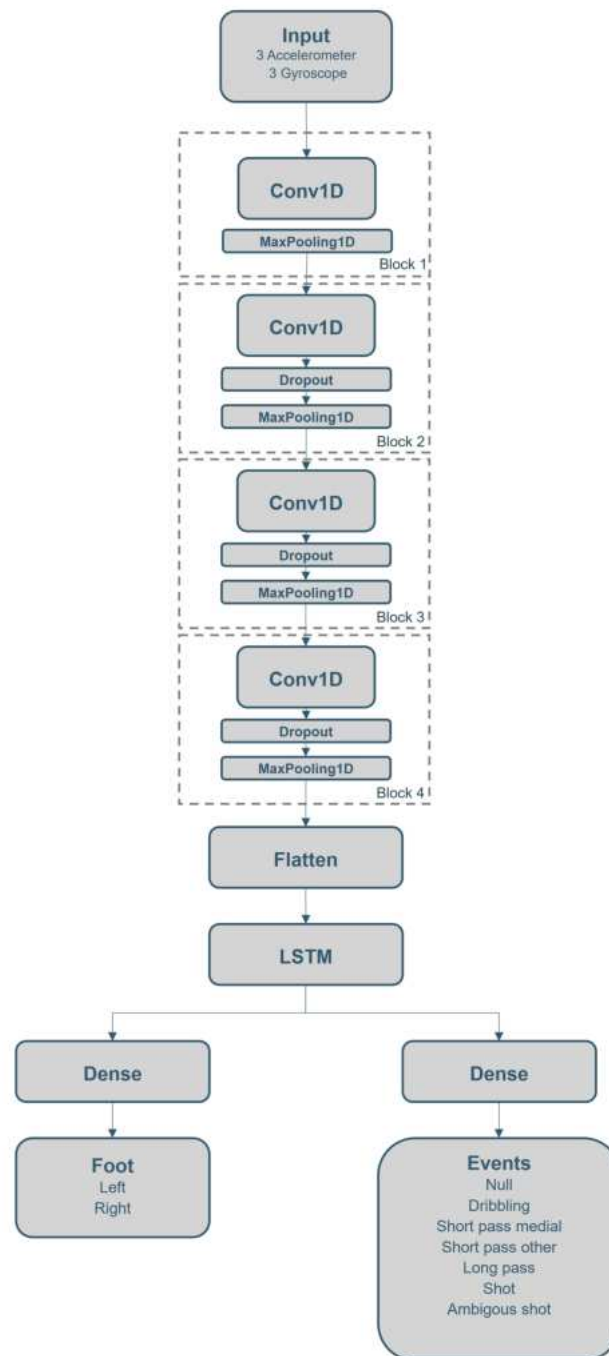 Input
3 Accelerometer
3 Gyroscope
Conv1D
MaxPooling1D
Block 1
Conv1D
Dropout
MaxPooling1D
Block 2
Conv1D
Dropout
MaxPooling1D
Block 3
Conv1D
Dropout
MaxPooling1D
Block 4
Flatten
LSTM
Dense
Dense
Foot
Left
Right
Events
Null
Dribbling
Short pass medial
Short pass other
Long pass
Shot
Ambigous shot